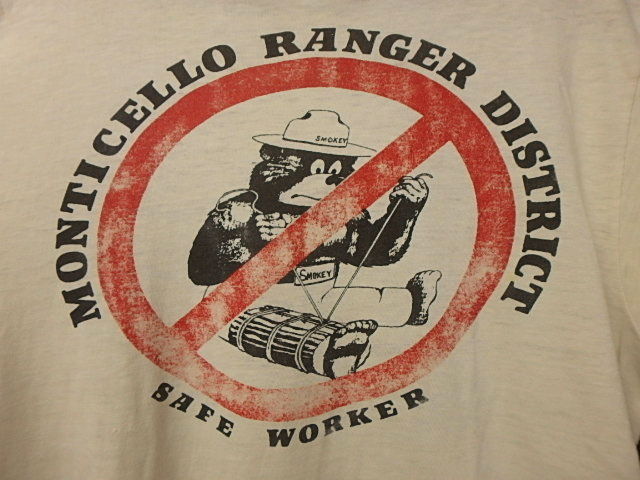 MONTICELLO RANGER DISTRICT
SMOKEY
SMOKEY
SAFE WORKER